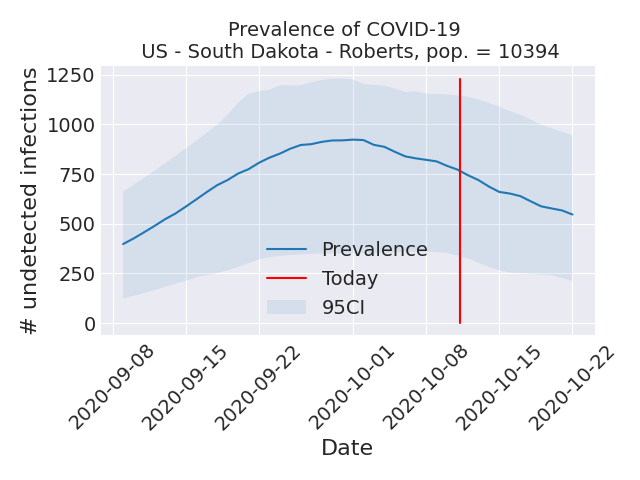 Prevalence of COVID-19
US - South Dakota - Roberts, pop. = 10394
# undetected infections
1250
1000
750
500
250
0
Prevalence
Today
95CI
2020-09-08
2020-09-15
2020-09-22
2020-10-01
2020-10-08
2020-10-15
2020-10-22
Date